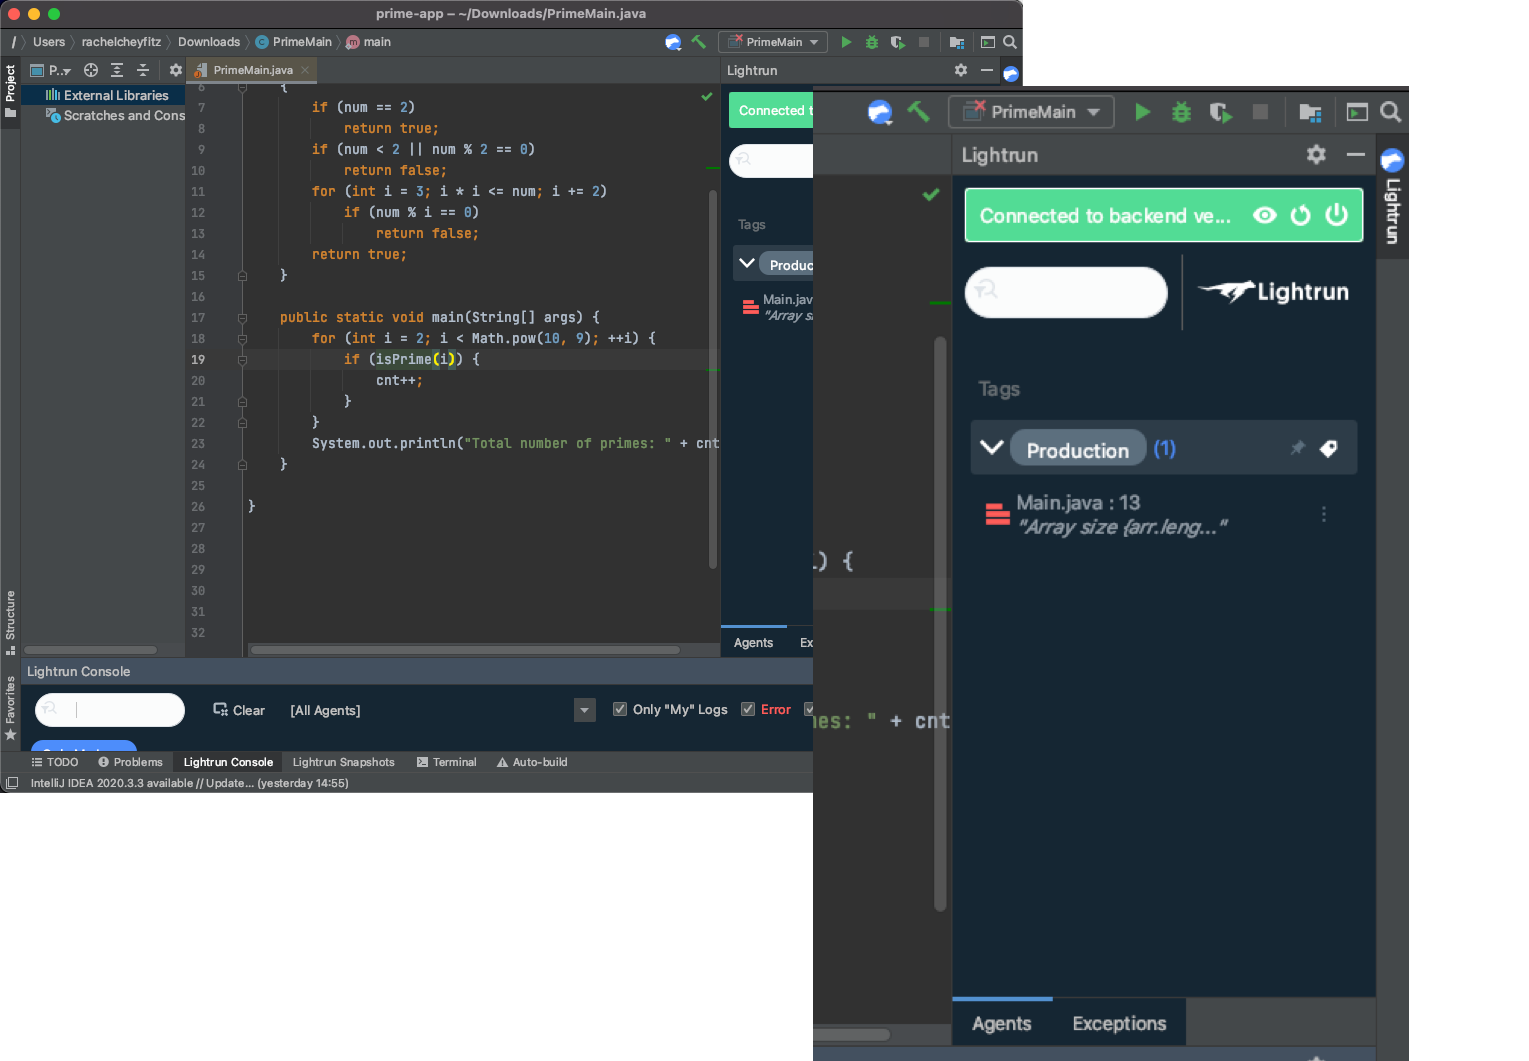 prime-app – ~/Downloads/PrimeMain.java
/ Users rachelcheyfitz Downloads PrimeMain main
PrimeMain
Project
P..
PrimeMain.java
Lightrun
External Libraries
Scratches and Cons
6 {
7 if (num == 2)
8 return true;
9 if (num < 2 || num % 2 == 0)
10 return false;
11 for (int i = 3; i * i <= num; i += 2)
12 if (num % i == 0)
13 return false;
14 return true;
15 }
16
17 public static void main(String[] args) {
18 for (int i = 2; i < Math.pow(10, 9); ++i) {
19 if (isPrime(i)) {
20 cnt++;
21 }
22 }
23 System.out.println("Total number of primes: " + cnt
24 }
25
26 }
27
28
29
30
31
32
Connected t
Tags
Produc
Main.jav
"Array si
Agents Ex
Structure
Favorites
Lightrun Console
Clear [All Agents] Only "My" Logs Error
TODO Problems Lightrun Console Lightrun Snapshots Terminal Auto-build
IntelliJ IDEA 2020.3.3 available // Update... (yesterday 14:55)
PrimeMain
Lightrun
Lightrun
Connected to backend ve...
Lightrun
Tags
Production (1)
Main.java : 13
"Array size {arr.leng..."
) {
nes: " + cnt
Agents Exceptions